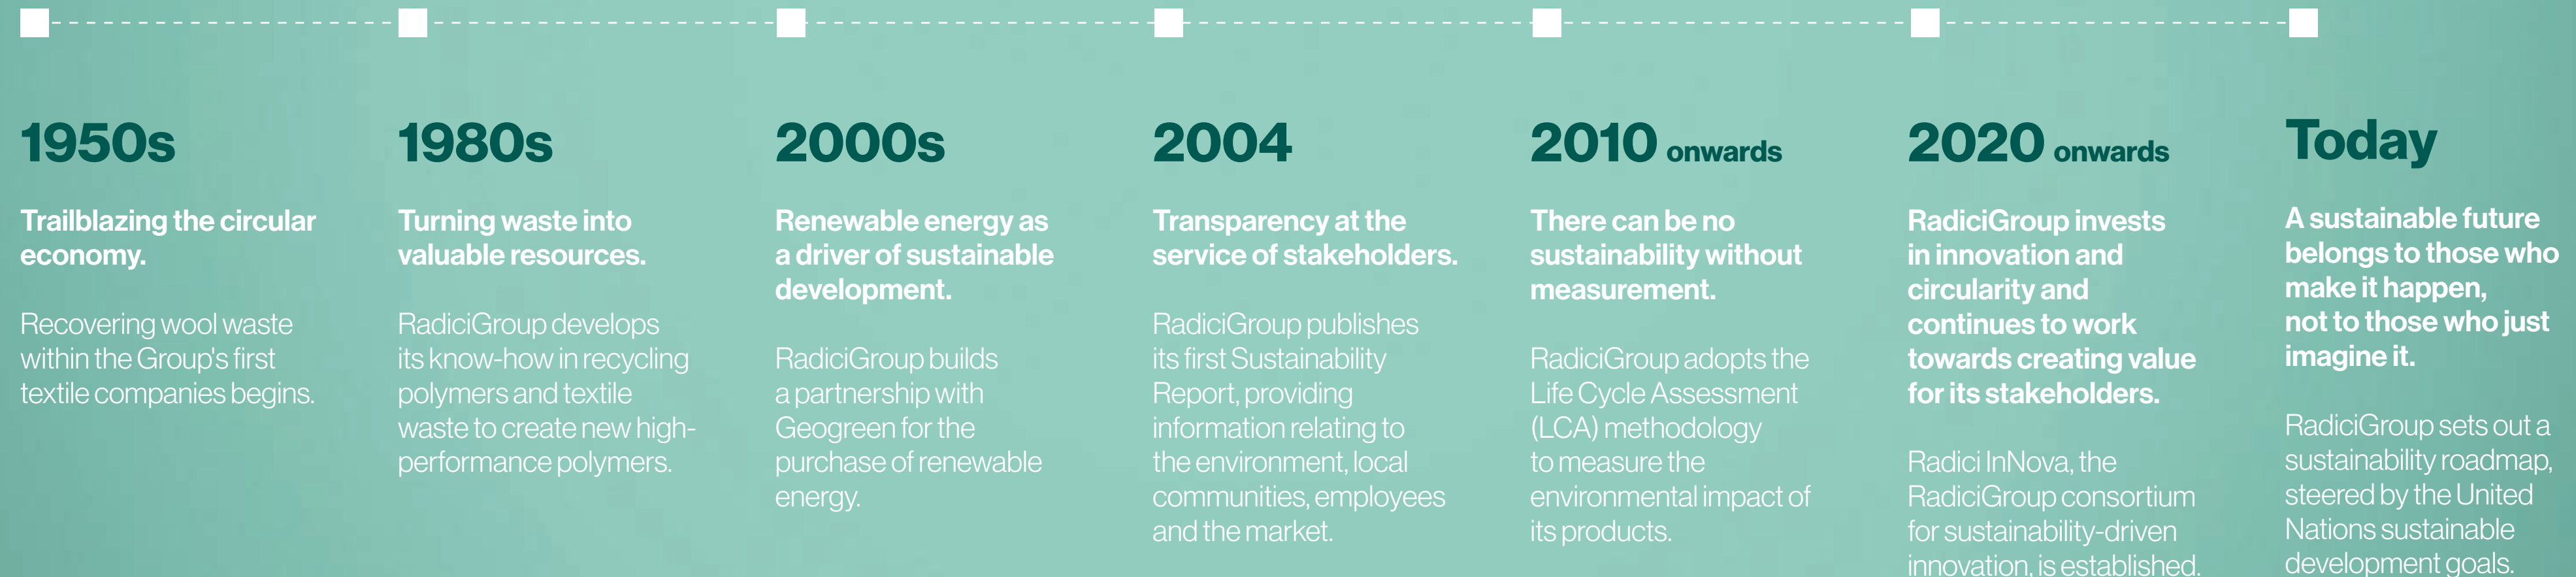 1950s
Trailblazing the circular
economy.
Recovering wool waste
within the Group's first
textile companies begins.
1980s
Turning waste into
valuable resources.
RadiciGroup develops
its know-how in recycling
polymers and textile
waste to create new high-
performance polymers.
2000s
Renewable energy as
a driver of sustainable
development.
RadiciGroup builds
a partnership with
Geogreen for the
purchase of renewable
energy.
2004
Transparency at the
service of stakeholders.
RadiciGroup publishes
its first Sustainability
Report, providing
information relating to
the environment, local
communities, employees
and the market.
2010 onwards
There can be no
sustainability without
measurement.
RadiciGroup adopts the
Life Cycle Assessment
(LCA) methodology
to measure the
environmental impact of
its products.
2020 onwards
RadiciGroup invests
in innovation and
circularity and
continues to work
towards creating value
for its stakeholders.
Radici InNova, the
RadiciGroup consortium
for sustainability-driven
innovation, is established.
Today
A sustainable future
belongs to those who
make it happen,
not to those who just
imagine it.
RadiciGroup sets out a
sustainability roadmap,
steered by the United
Nations sustainable
development goals.